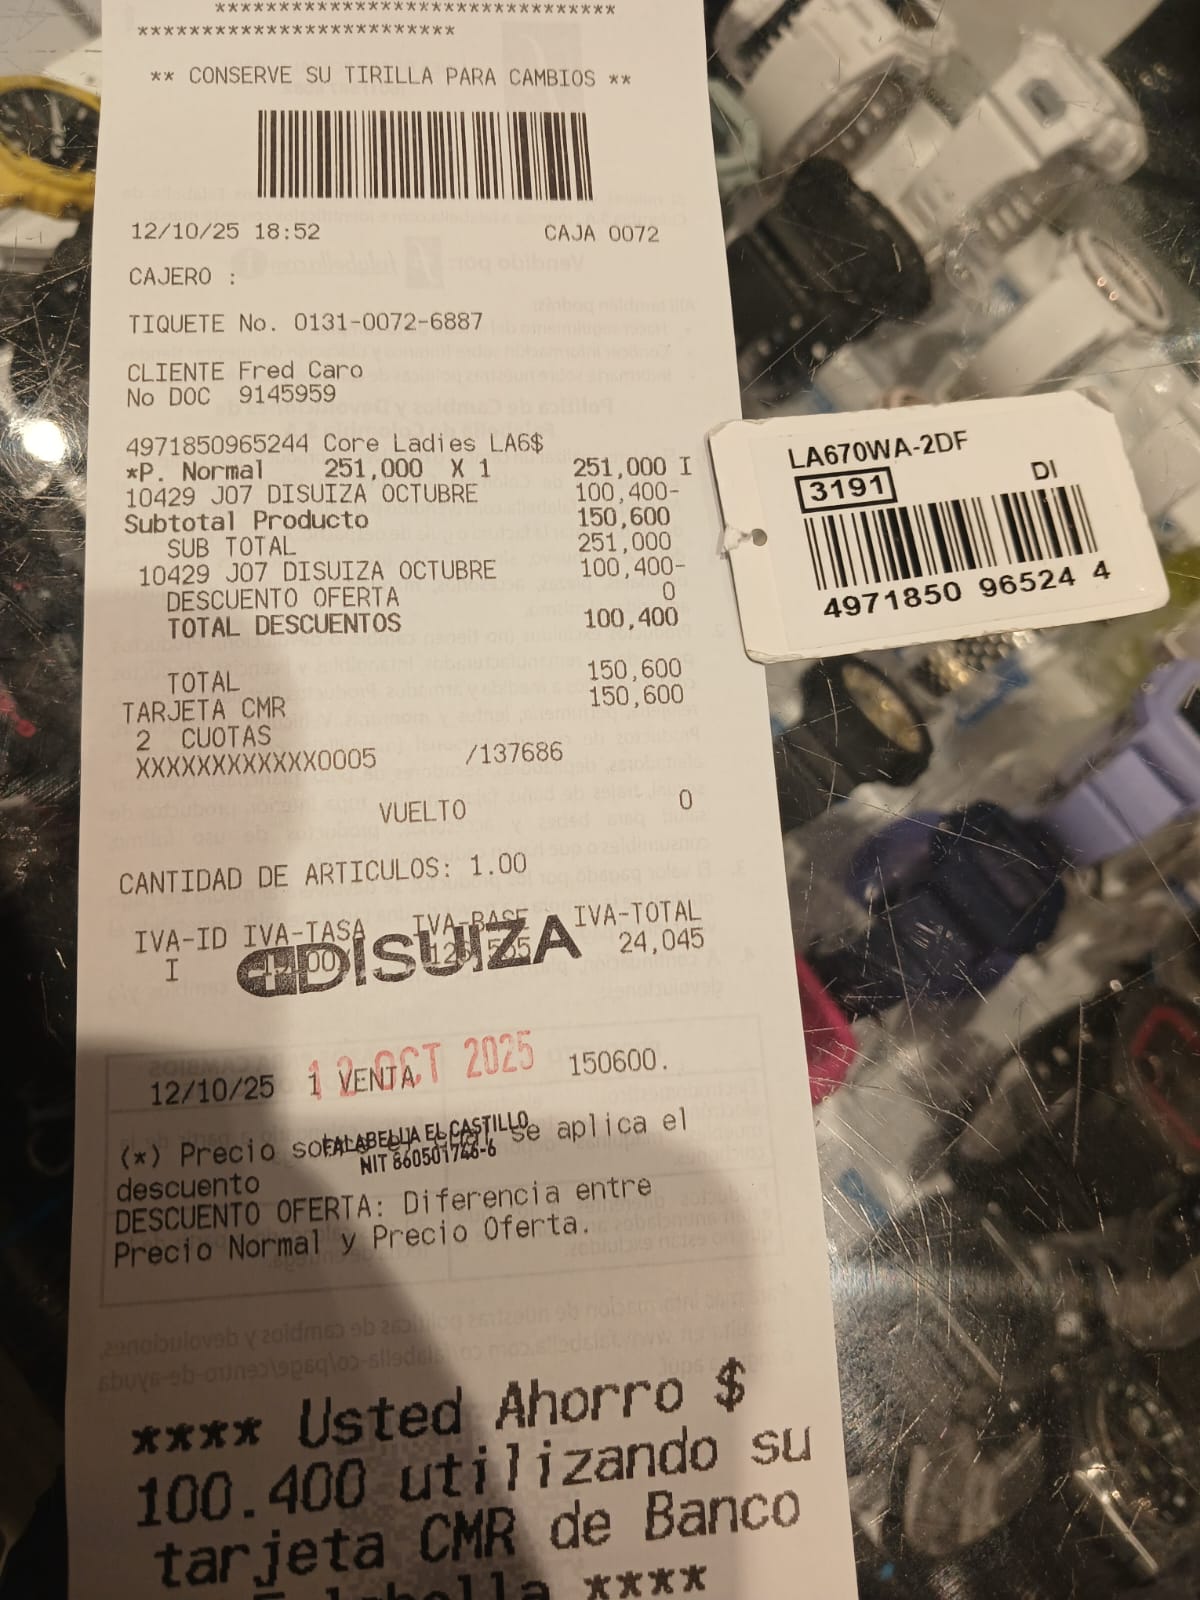 ********************************
**************************
** CONSERVE SU TIRILLA PARA CAMBIOS **
12/10/25 18:52 CAJA 0072
CAJERO :
TIQUETE No. 0131-0072-6887
CLIENTE Fred Caro
No DOC 9145959
4971850965244 Core Ladies LA6$
*P. Normal 251,000 X 1 251,000 I
10429 J07 DISUIZA OCTUBRE 100,400-
Subtotal Producto 150,600
SUB TOTAL 251,000
10429 J07 DISUIZA OCTUBRE 100,400-
DESCUENTO OFERTA 0
TOTAL DESCUENTOS 100,400
TOTAL 150,600
TARJETA CMR 150,600
2 CUOTAS
XXXXXXXXXXXX0005 /137686
VUELTO 0
CANTIDAD DE ARTICULOS: 1.00
IVA-ID IVA-TASA IVA-BASE IVA-TOTAL
I 24,045
DISUIZA
12/10/25 1 VENTA 150600.
12 OCT 2025
(*) Precio se aplica el
FALABELLA EL CASTILLO
NIT 860501746-6
descuento
DESCUENTO OFERTA: Diferencia entre
Precio Normal y Precio Oferta.
**** Usted Ahorro $
100.400 utilizando su
tarjeta CMR de Banco
****
LA670WA-2DF
3191 DI
4971850 96524 4